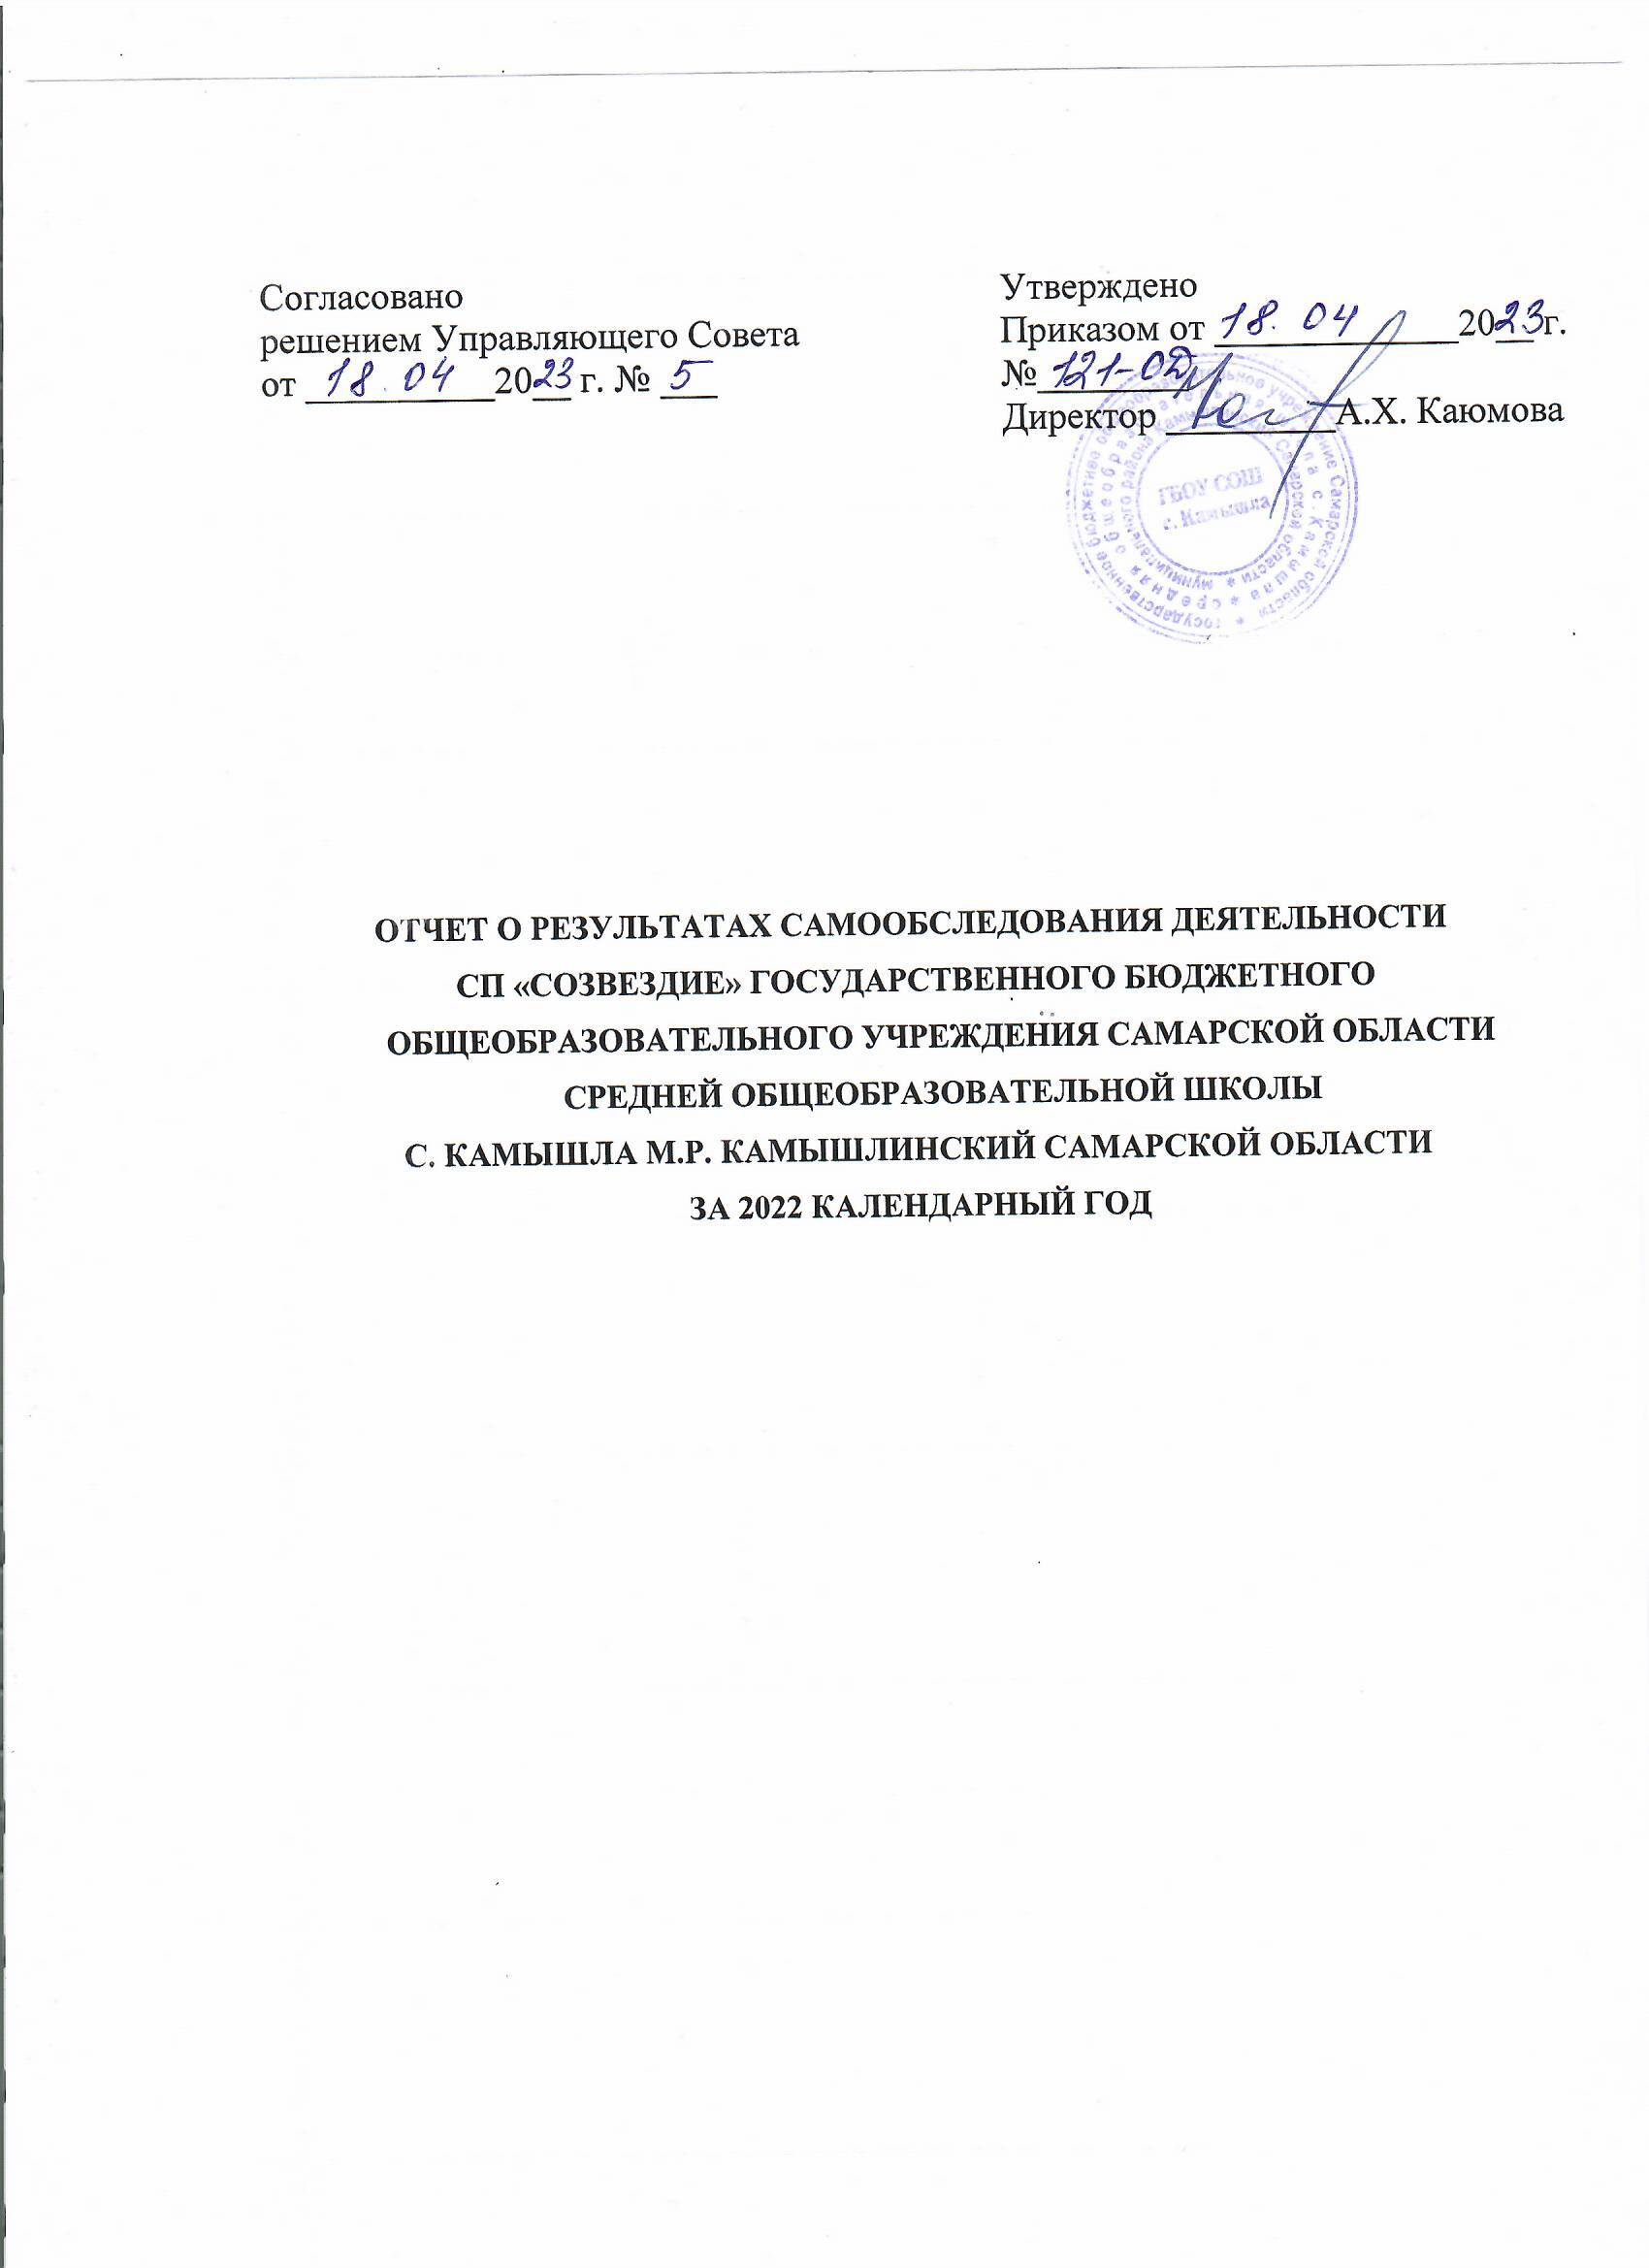 Согласовано
решением Управляющего Совета
от 18.04 2023 г. № 5
Утверждено
Приказом от 18. 04 2023г.
№ 121-ОД
Директор А.Х. Каюмова
ГБОУ СОШ
с. Камышла
ОТЧЕТ О РЕЗУЛЬТАТАХ САМООБСЛЕДОВАНИЯ ДЕЯТЕЛЬНОСТИ
СП «СОЗВЕЗДИЕ» ГОСУДАРСТВЕННОГО БЮДЖЕТНОГО
ОБЩЕОБРАЗОВАТЕЛЬНОГО УЧРЕЖДЕНИЯ САМАРСКОЙ ОБЛАСТИ
СРЕДНЕЙ ОБЩЕОБРАЗОВАТЕЛЬНОЙ ШКОЛЫ
С. КАМЫШЛА М.Р. КАМЫШЛИНСКИЙ САМАРСКОЙ ОБЛАСТИ
ЗА 2022 КАЛЕНДАРНЫЙ ГОД